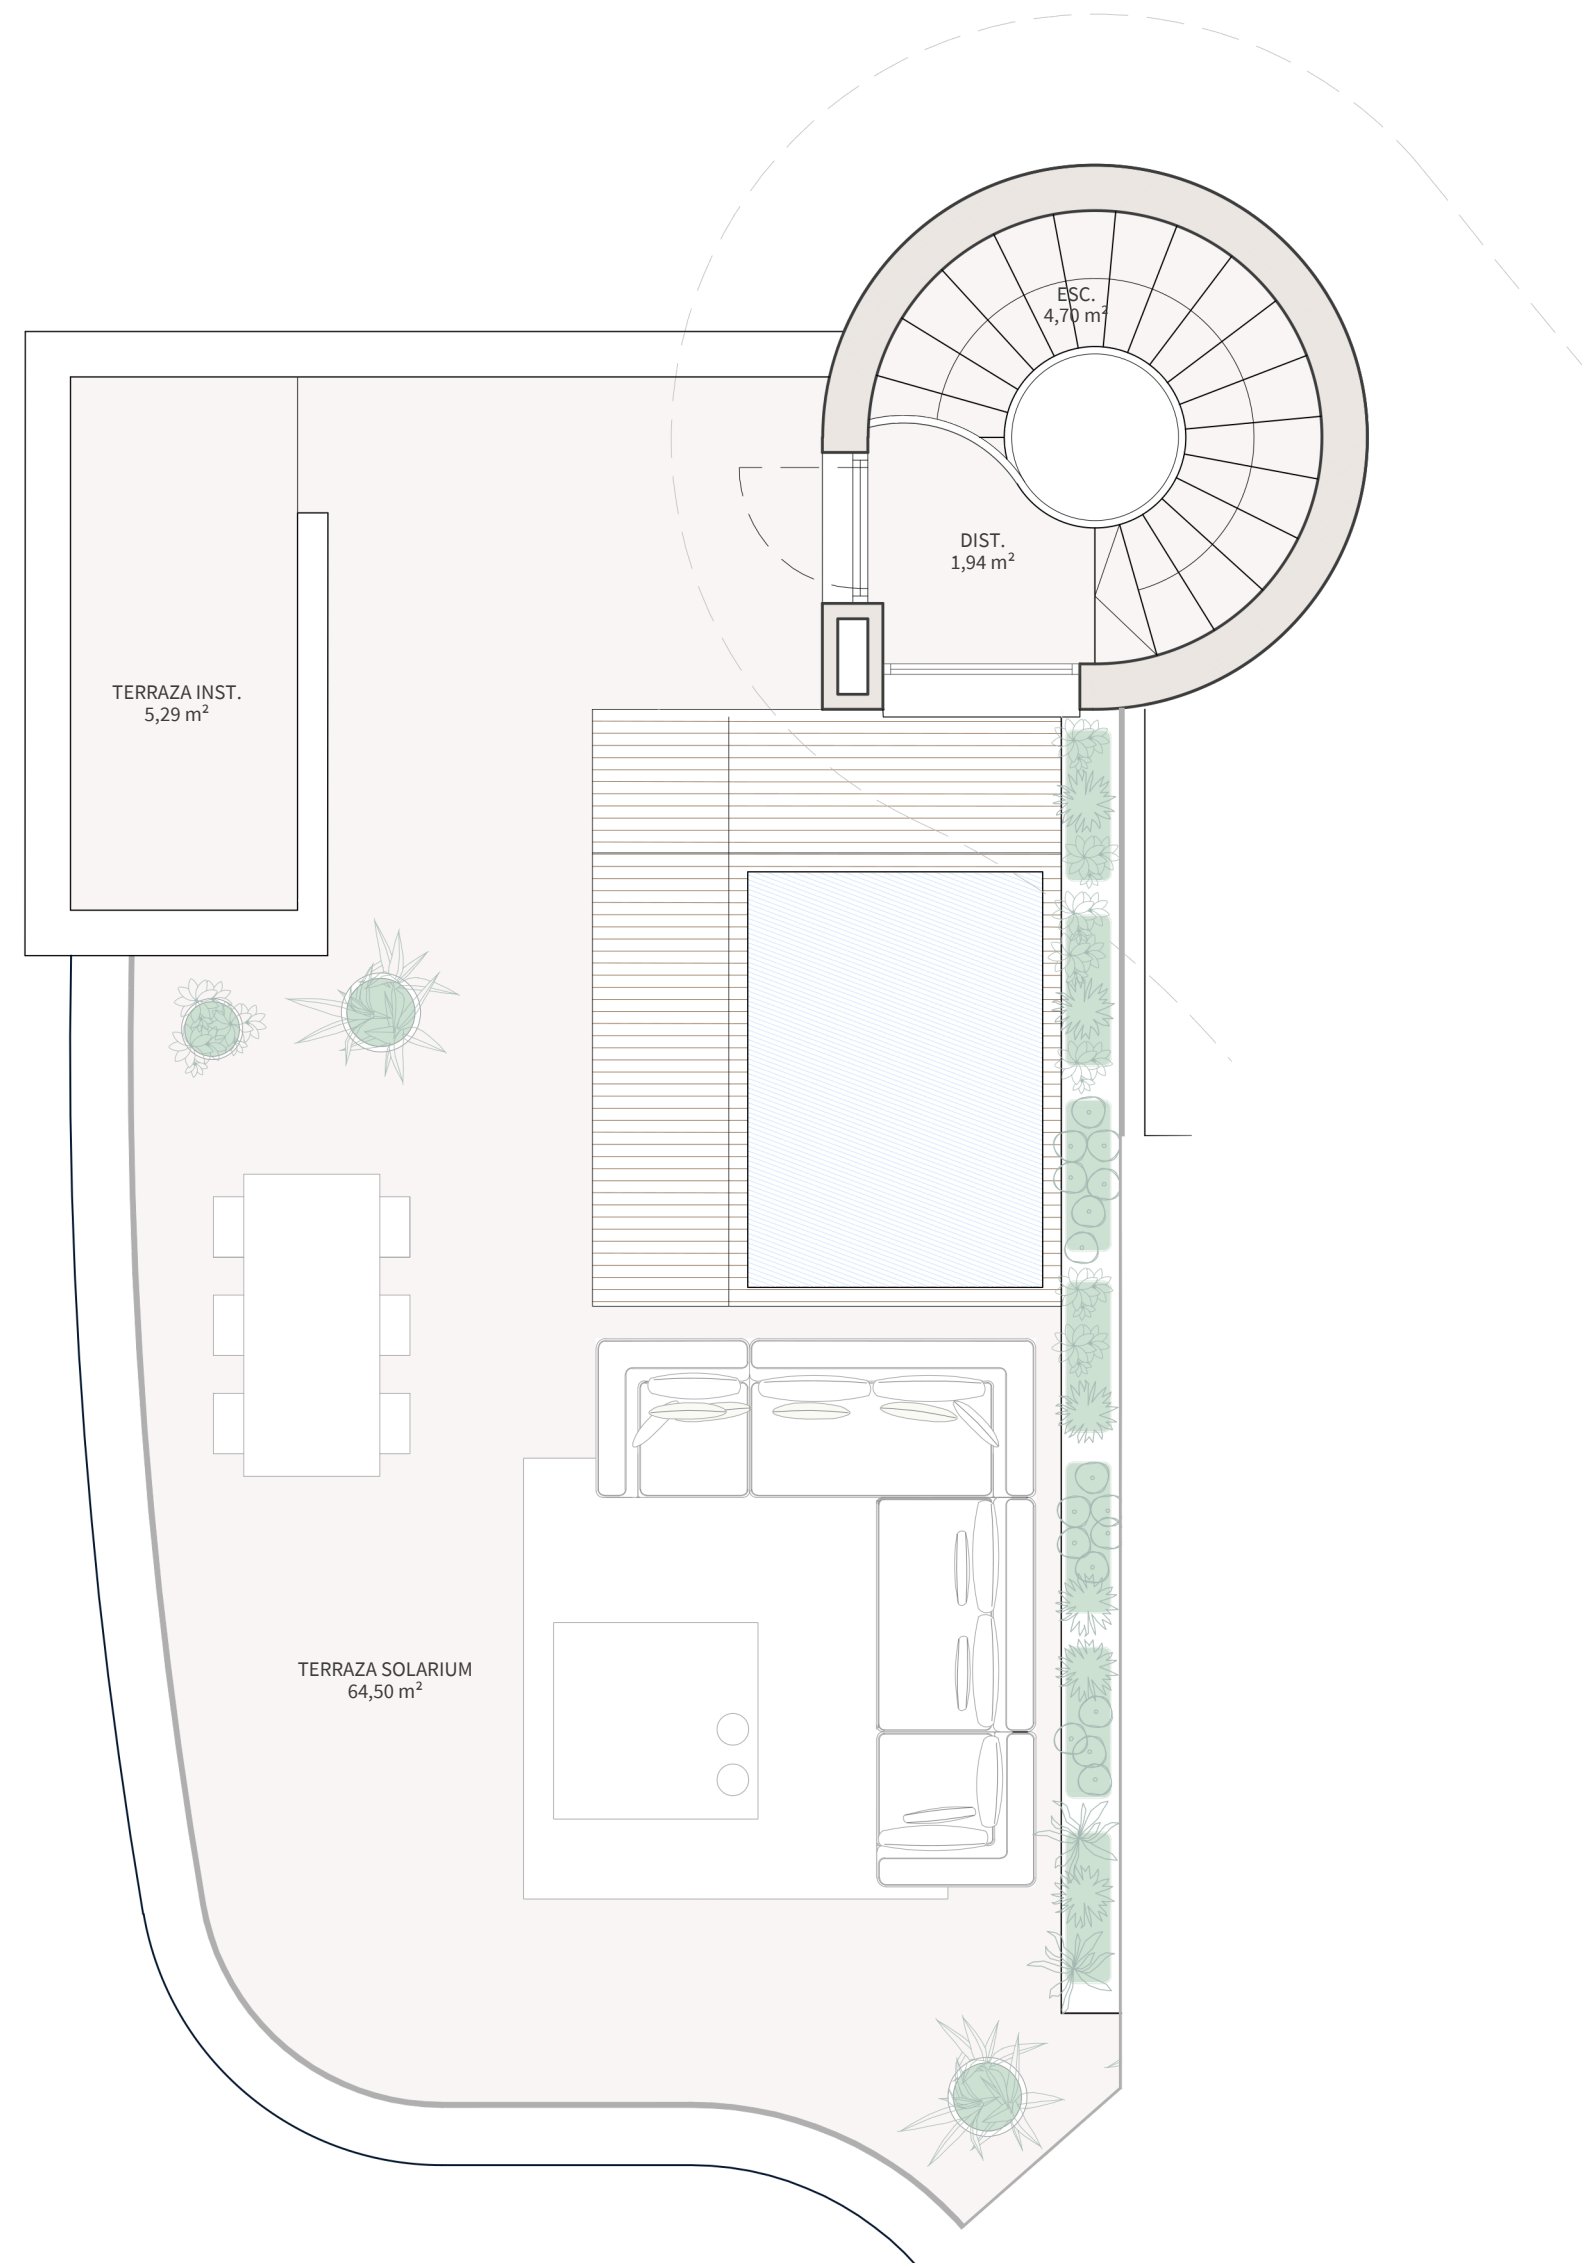 ESC.
4,70 m²
DIST.
1,94 m²
TERRAZA INST.
5,29 m²
TERRAZA SOLARIUM
64,50 m²